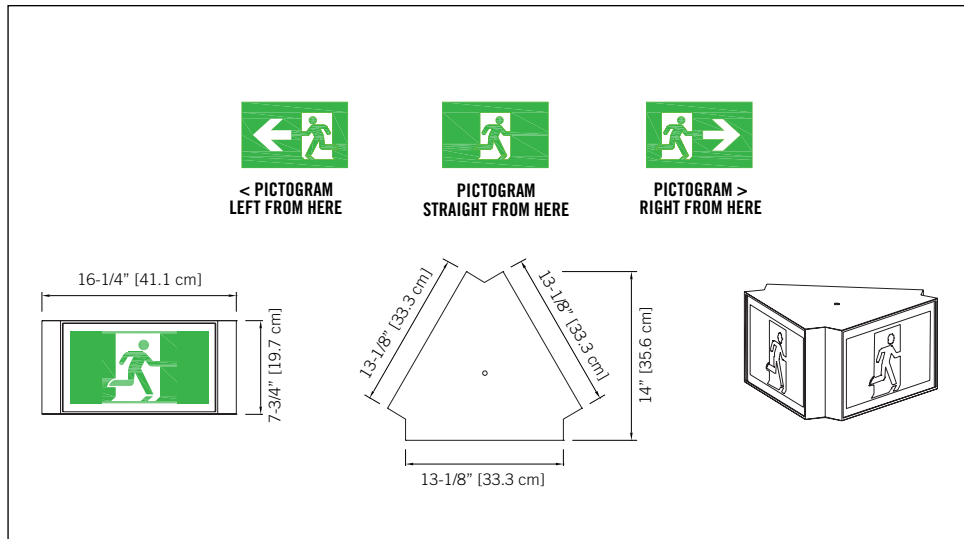 < PICTOGRAM
LEFT FROM HERE
PICTOGRAM
STRAIGHT FROM HERE
PICTOGRAM >
RIGHT FROM HERE
16-1/4” [41.1 cm]
7-3/4” [19.7 cm]
13-1/8” [33.3 cm]
13-1/8” [33.3 cm]
14” [35.6 cm]
13-1/8” [33.3 cm]